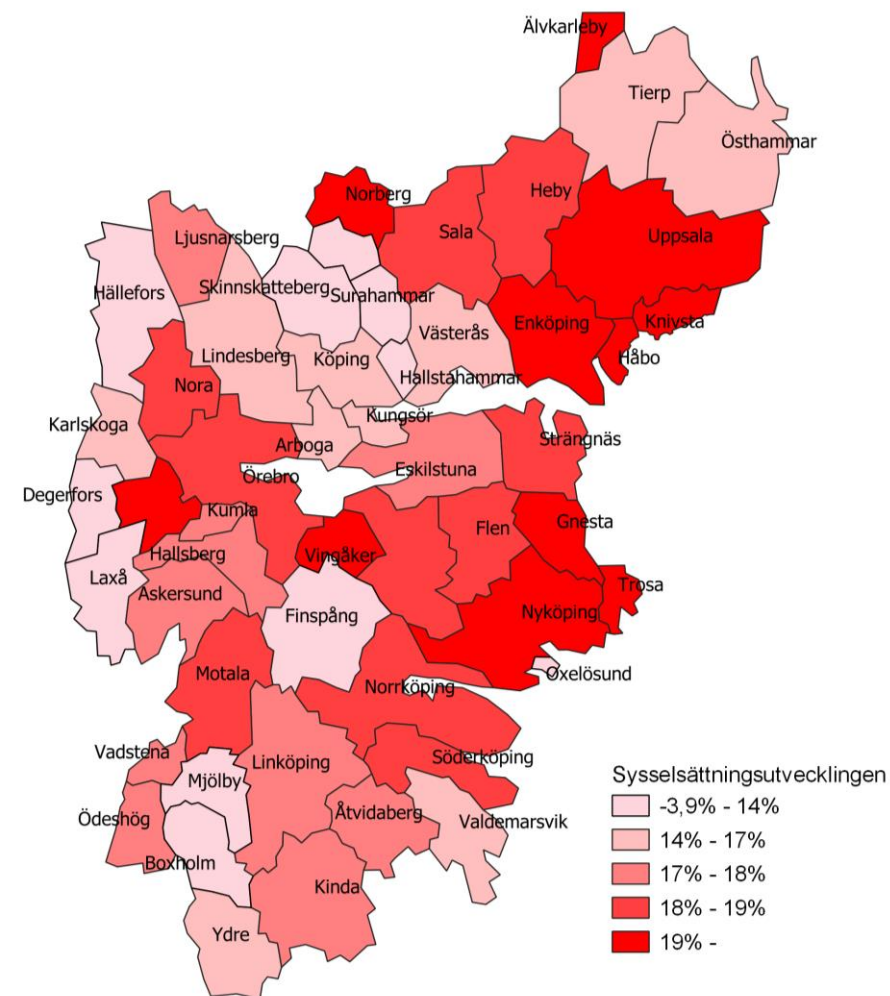 Älvkarleby
Tierp
Östhammar
Norberg
Heby
Ljusnarsberg
Sala
Uppsala
Hällefors
Skinnskatteberg
Surahammar
Enköping
Knivsta
Västerås
Lindesberg
Köping
Håbo
Hallstahammar
Nora
Kungsör
Karlskoga
Strängnäs
Arboga
Eskilstuna
Örebro
Degerfors
Kumla
Flen
Gnesta
Hallsberg
Vingåker
Laxå
Trosa
Askersund
Finspång
Nyköping
Motala
Oxelösund
Norrköping
Vadstena
Linköping
Söderköping
Mjölby
Ödeshög
Åtvidaberg
Valdemarsvik
Boxholm
Kinda
Ydre
Sysselsättningsutvecklingen
-3,9% - 14%
14% - 17%
17% - 18%
18% - 19%
19% -